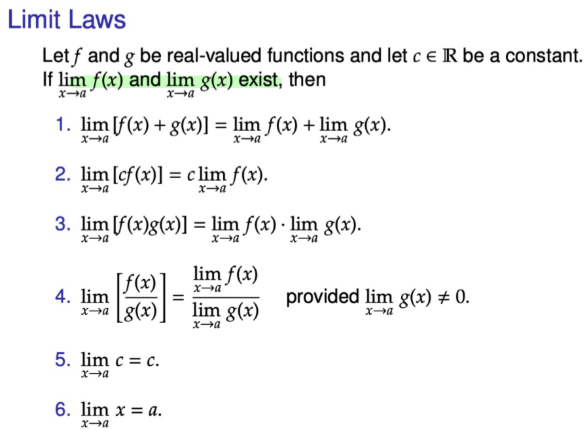 Limit Laws
Let f and g be real-valued functions and let c ∈ ℝ be a constant.
If lim_{x→a} f(x) and lim_{x→a} g(x) exist, then
1. lim_{x→a} [f(x) + g(x)] = lim_{x→a} f(x) + lim_{x→a} g(x).
2. lim_{x→a} [cf(x)] = c lim_{x→a} f(x).
3. lim_{x→a} [f(x)g(x)] = lim_{x→a} f(x) · lim_{x→a} g(x).
4. lim_{x→a} [f(x)/g(x)] = lim_{x→a} f(x) / lim_{x→a} g(x) provided lim_{x→a} g(x) ≠ 0.
5. lim_{x→a} c = c.
6. lim_{x→a} x = a.